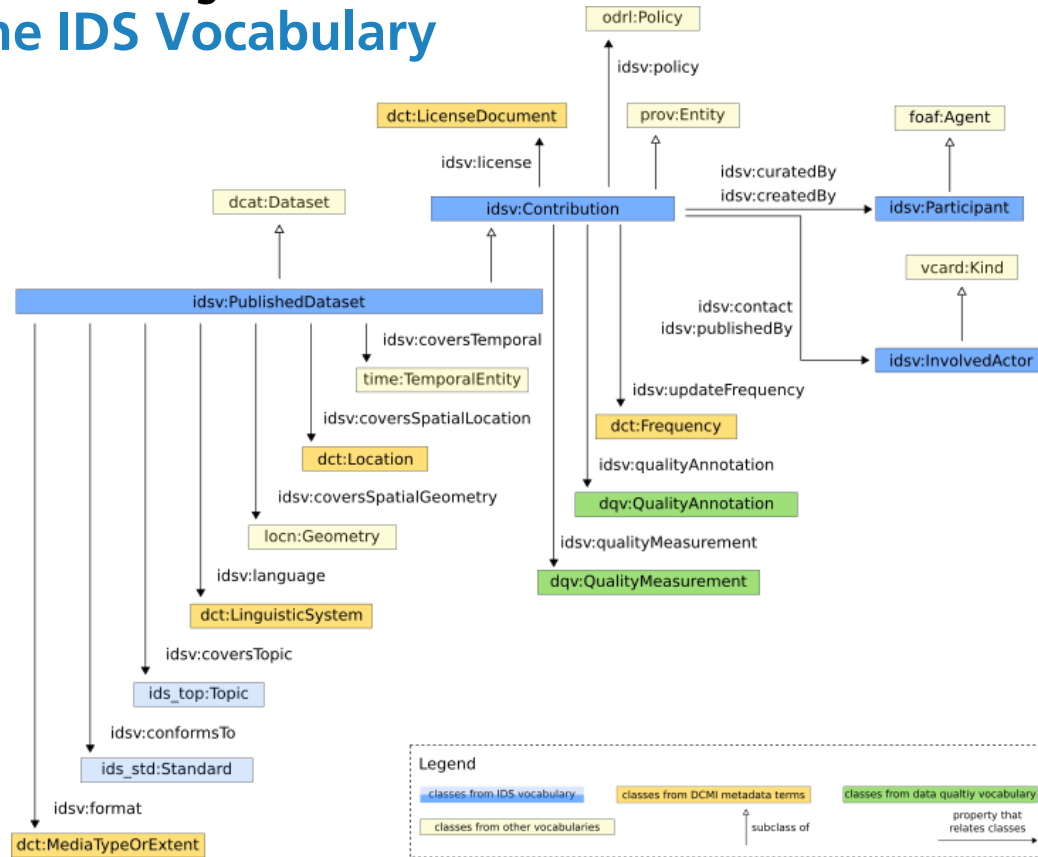 ne IDS Vocabulary
odrl:Policy
idsv:policy
dct:LicenseDocument
prov:Entity
foaf:Agent
idsv:license
idsv:curatedBy
idsv:createdBy
dcat:Dataset
idsv:Contribution
idsv:Participant
vcard:Kind
idsv:PublishedDataset
idsv:contact
idsv:publishedBy
idsv:coversTemporal
idsv:InvolvedActor
time:TemporalEntity
idsv:updateFrequency
idsv:coversSpatialLocation
dct:Frequency
dct:Location
idsv:qualityAnnotation
idsv:coversSpatialGeometry
dqv:QualityAnnotation
locn:Geometry
idsv:qualityMeasurement
idsv:language
dqv:QualityMeasurement
dct:LinguisticSystem
idsv:coversTopic
ids_top:Topic
idsv:conformsTo
ids_std:Standard
idsv:format
dct:MediaTypeOrExtent
Legend
classes from IDS vocabulary
classes from DCMI metadata terms
classes from data qualtiy vocabulary
classes from other vocabularies
subclass of
property that
relates classes